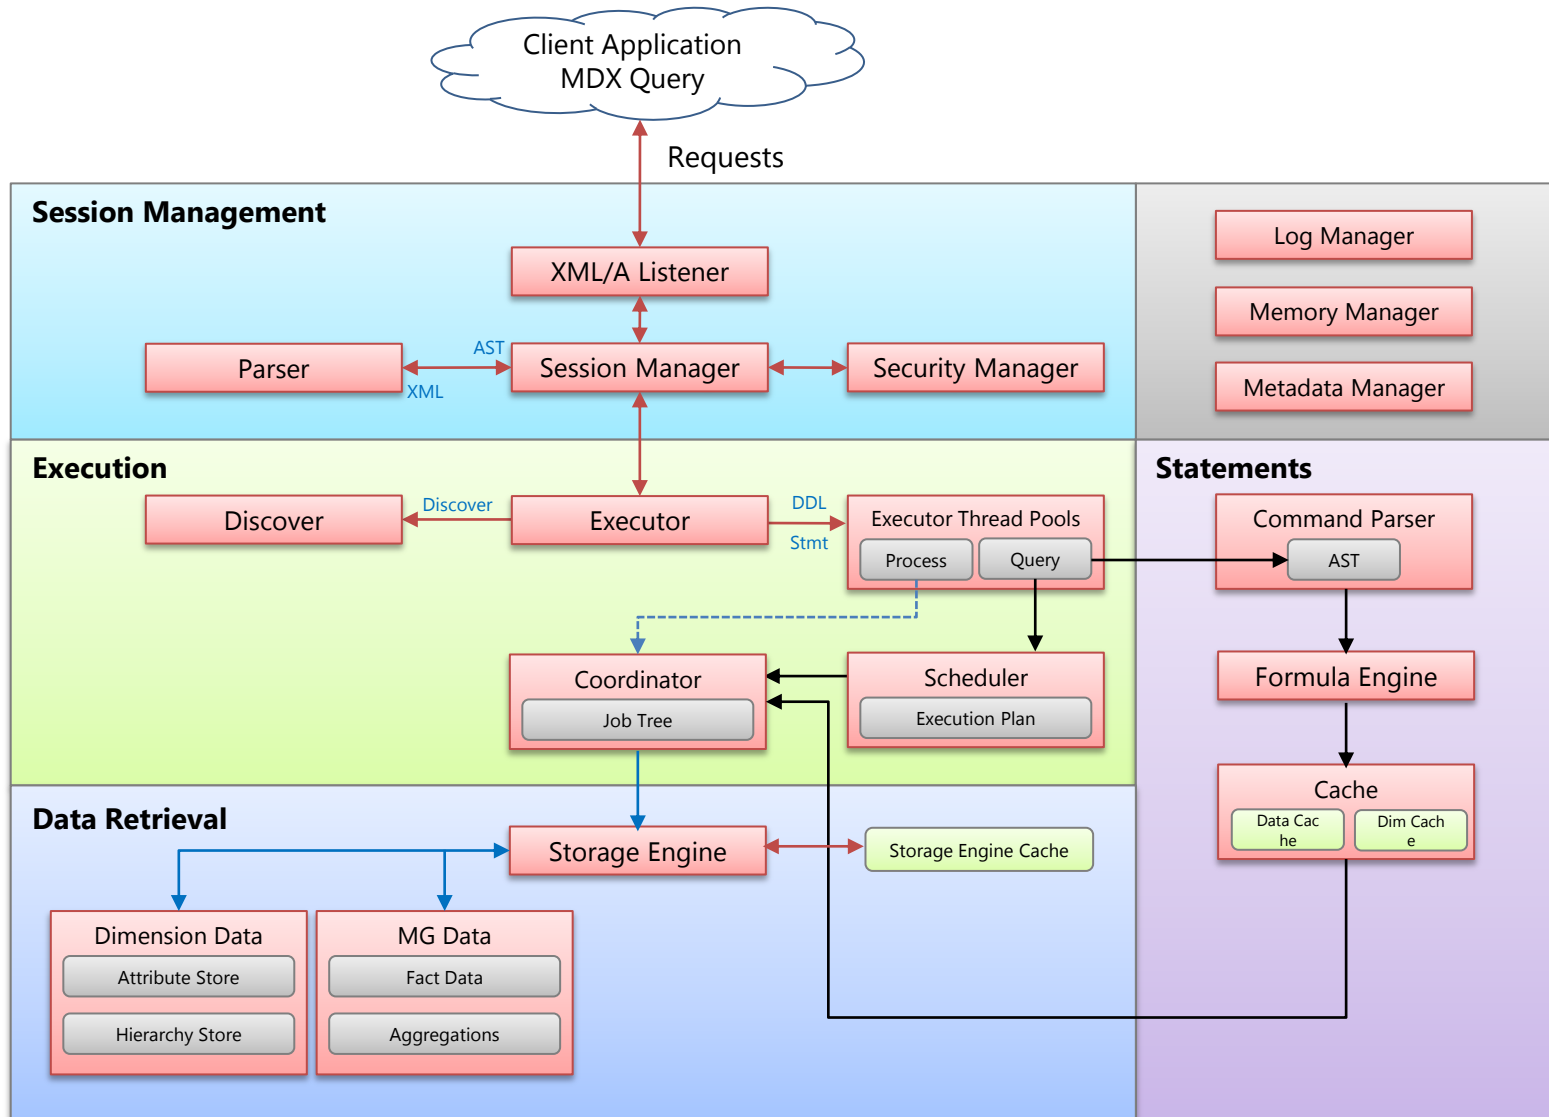 Client Application
MDX Query
Requests
Session Management
Log Manager
XML/A Listener
Memory Manager
AST
Parser
Session Manager
Security Manager
XML
Metadata Manager
Execution
Statements
Discover
Discover
Executor
DDL
Stmt
Executor Thread Pools
Process
Query
Command Parser
AST
Coordinator
Job Tree
Scheduler
Execution Plan
Formula Engine
Cache
Data Cac
he
Dim Cach
e
Data Retrieval
Storage Engine
Storage Engine Cache
Dimension Data
Attribute Store
Hierarchy Store
MG Data
Fact Data
Aggregations